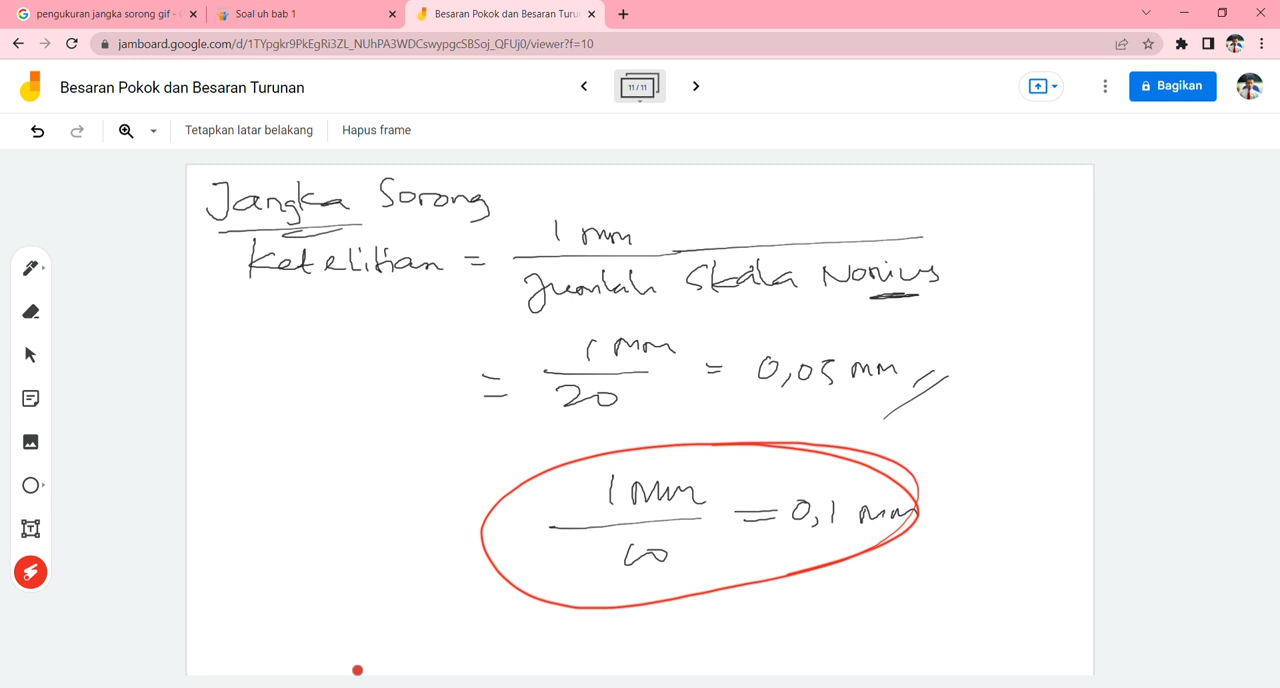 pengukuran jangka sorong gif -
Soal uh bab 1
Besaran Pokok dan Besaran Turun
jamboard.google.com/d/1TYpgkr9PkEgRi3ZL_NUhPA3WDCswypgcSBSoj_QFUj0/viewer?f=10
Besaran Pokok dan Besaran Turunan
11 / 11
Bagikan
Tetapkan latar belakang
Hapus frame
Jangka Sorong
Ketelitian = 1 mm
Jumlah Skala Nonius
= 1 mm
20
= 0,05 mm
1 mm
10
= 0,1 mm